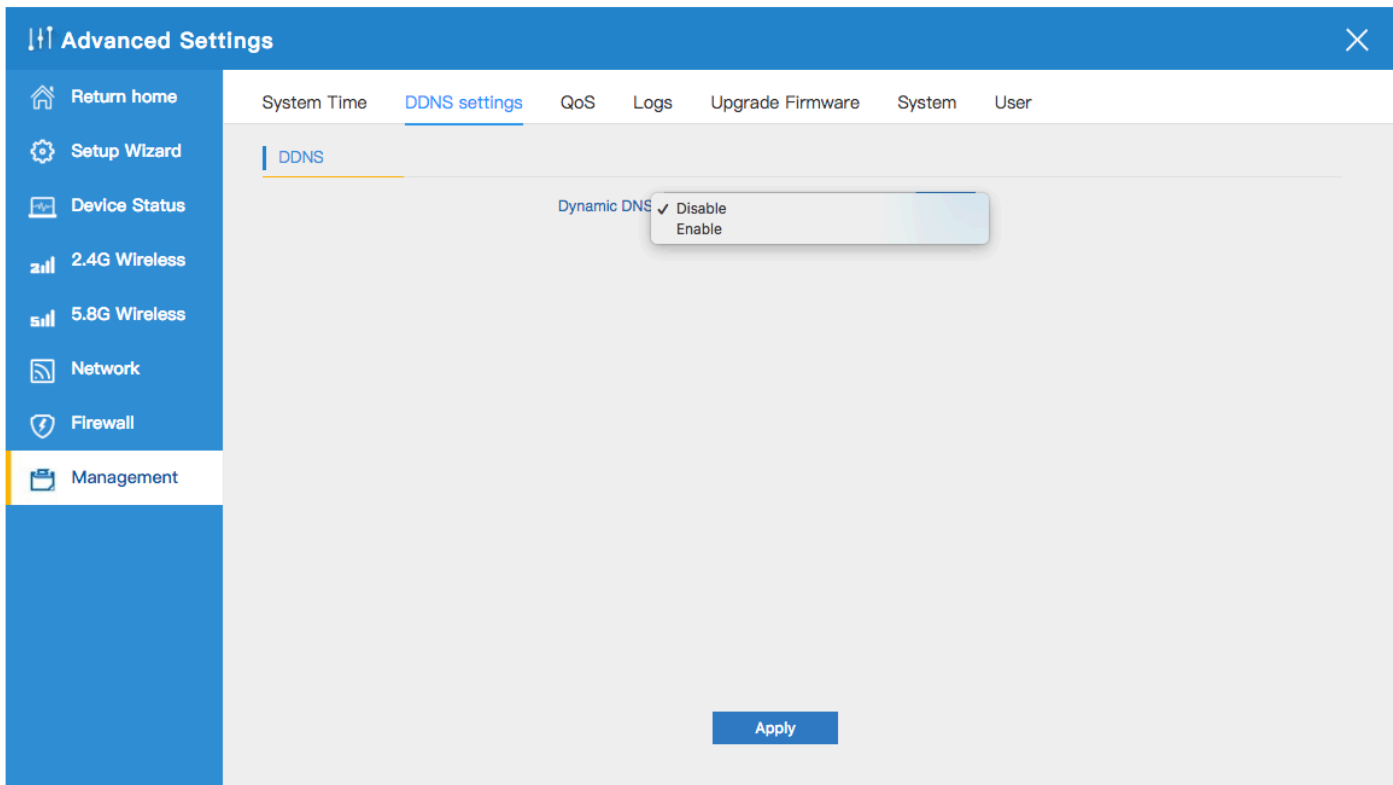 Advanced Settings
Return home
Setup Wizard
Device Status
2.4G Wireless
5.8G Wireless
Network
Firewall
Management
System Time DDNS settings QoS Logs Upgrade Firmware System User
DDNS
Dynamic DNS
✓ Disable
Enable
Apply